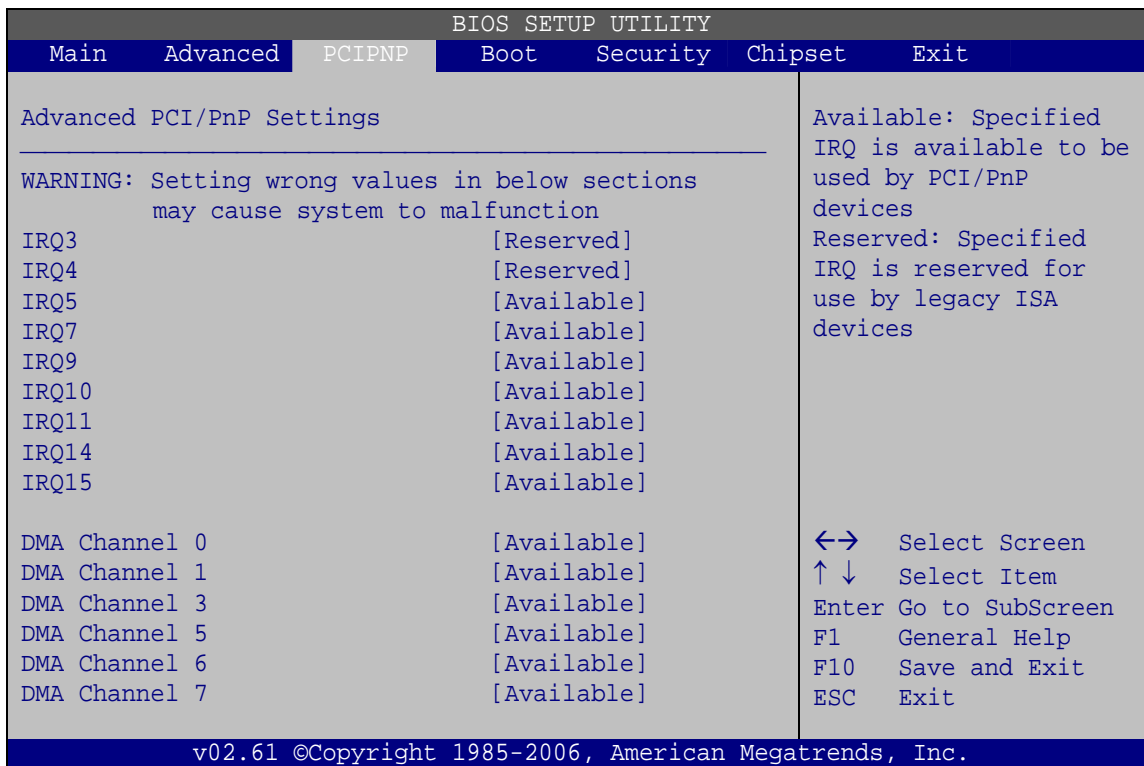 BIOS SETUP UTILITY
Main Advanced PCIPNP Boot Security Chipset Exit
Advanced PCI/PnP Settings
WARNING: Setting wrong values in below sections
may cause system to malfunction
IRQ3 [Reserved]
IRQ4 [Reserved]
IRQ5 [Available]
IRQ7 [Available]
IRQ9 [Available]
IRQ10 [Available]
IRQ11 [Available]
IRQ14 [Available]
IRQ15 [Available]
DMA Channel 0 [Available]
DMA Channel 1 [Available]
DMA Channel 3 [Available]
DMA Channel 5 [Available]
DMA Channel 6 [Available]
DMA Channel 7 [Available]
Available: Specified
IRQ is available to be
used by PCI/PnP
devices
Reserved: Specified
IRQ is reserved for
use by legacy ISA
devices
←→ Select Screen
↑ ↓ Select Item
Enter Go to SubScreen
F1 General Help
F10 Save and Exit
ESC Exit
v02.61 ©Copyright 1985-2006, American Megatrends, Inc.